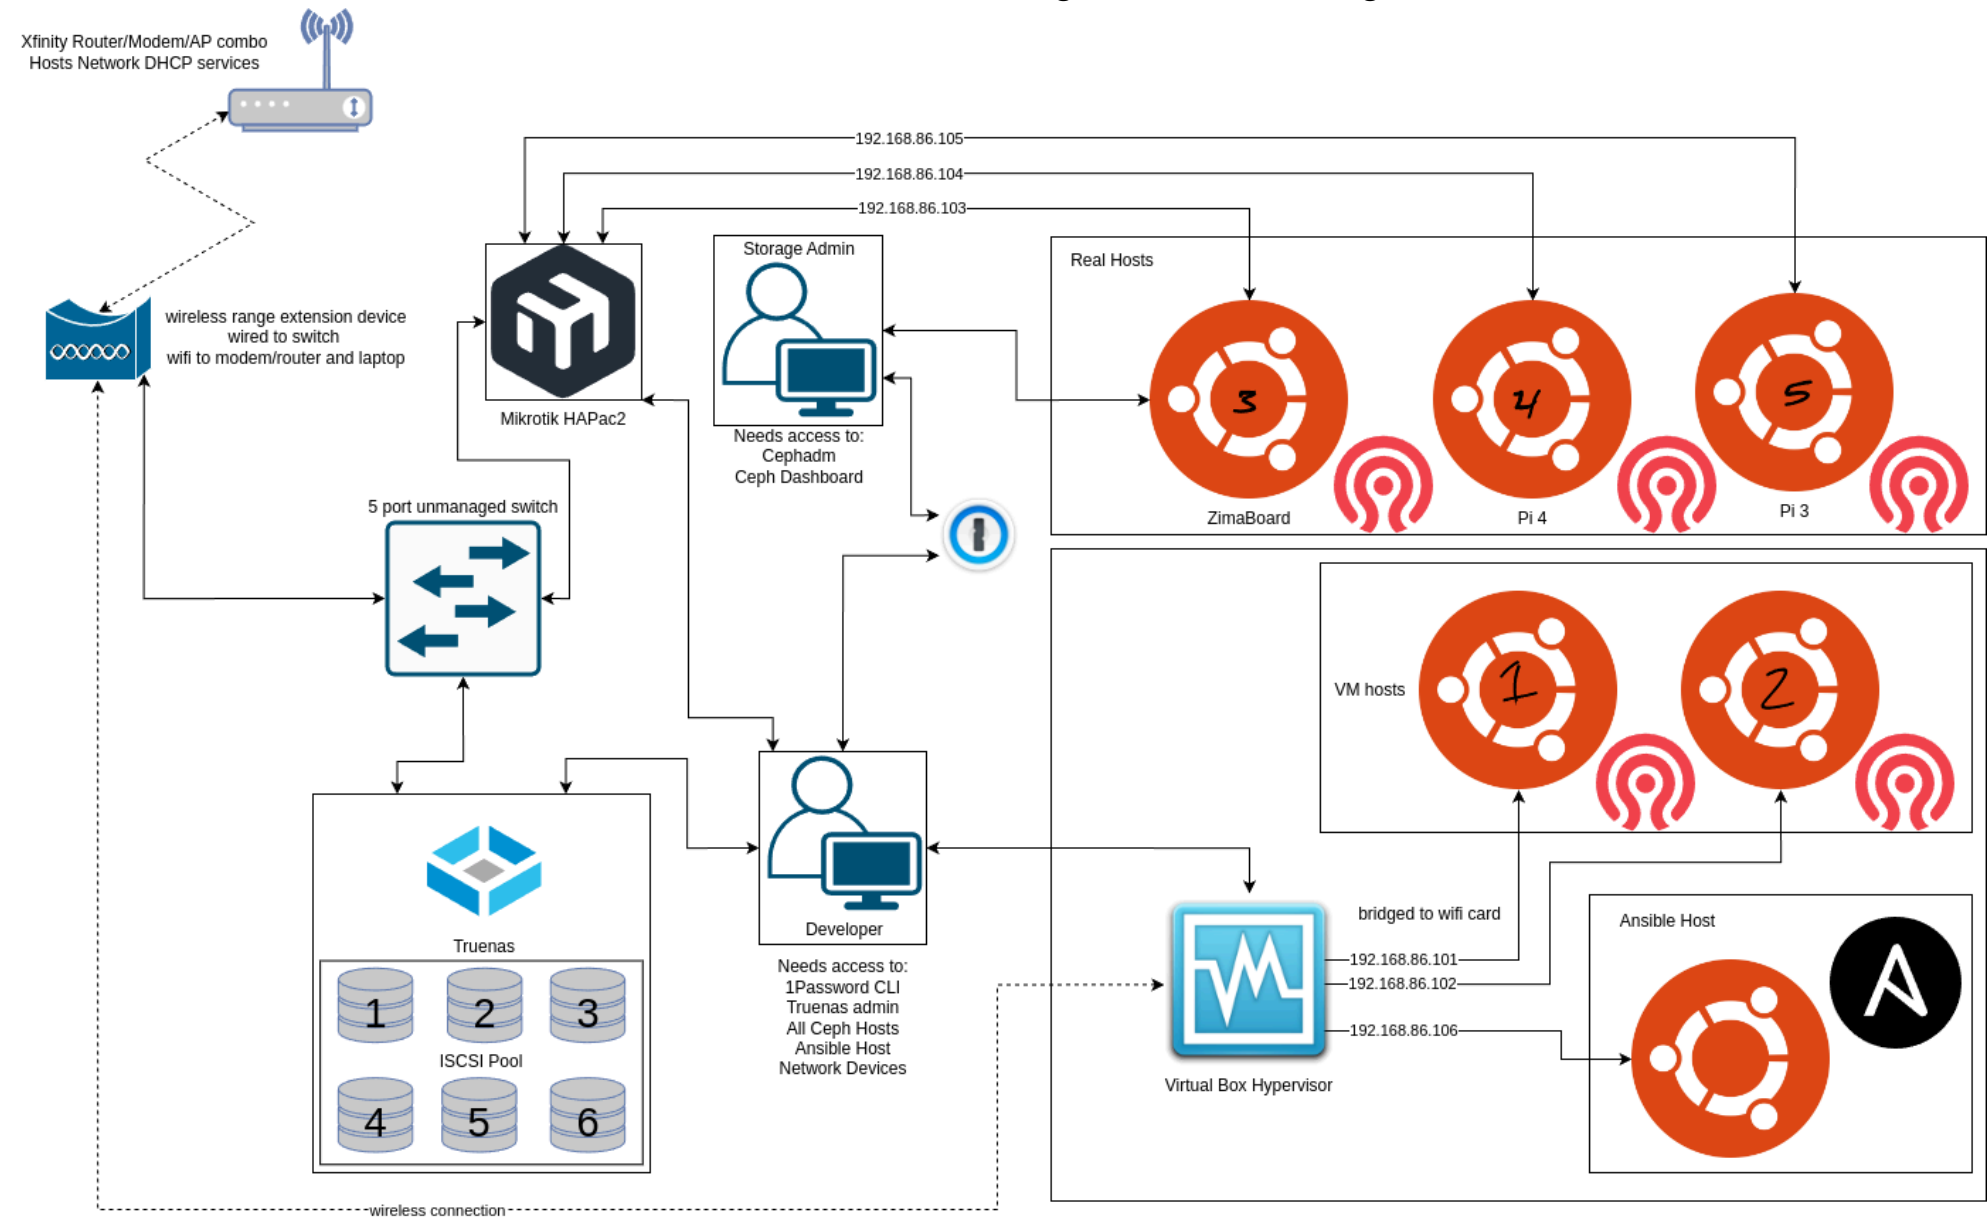 Xfinity Router/Modem/AP combo
Hosts Network DHCP services
192.168.86.105
192.168.86.104
192.168.86.103
Storage Admin
Real Hosts
wireless range extension device
wired to switch
wifi to modem/router and laptop
Mikrotik HAPac2
Needs access to:
Cephadm
Ceph Dashboard
3
4
5
ZimaBoard
Pi 4
Pi 3
5 port unmanaged switch
VM hosts
1
2
Truenas
1
2
3
ISCSI Pool
4
5
6
Developer
Needs access to:
1Password CLI
Truenas admin
All Ceph Hosts
Ansible Host
Network Devices
bridged to wifi card
192.168.86.101
192.168.86.102
192.168.86.106
Virtual Box Hypervisor
Ansible Host
wireless connection